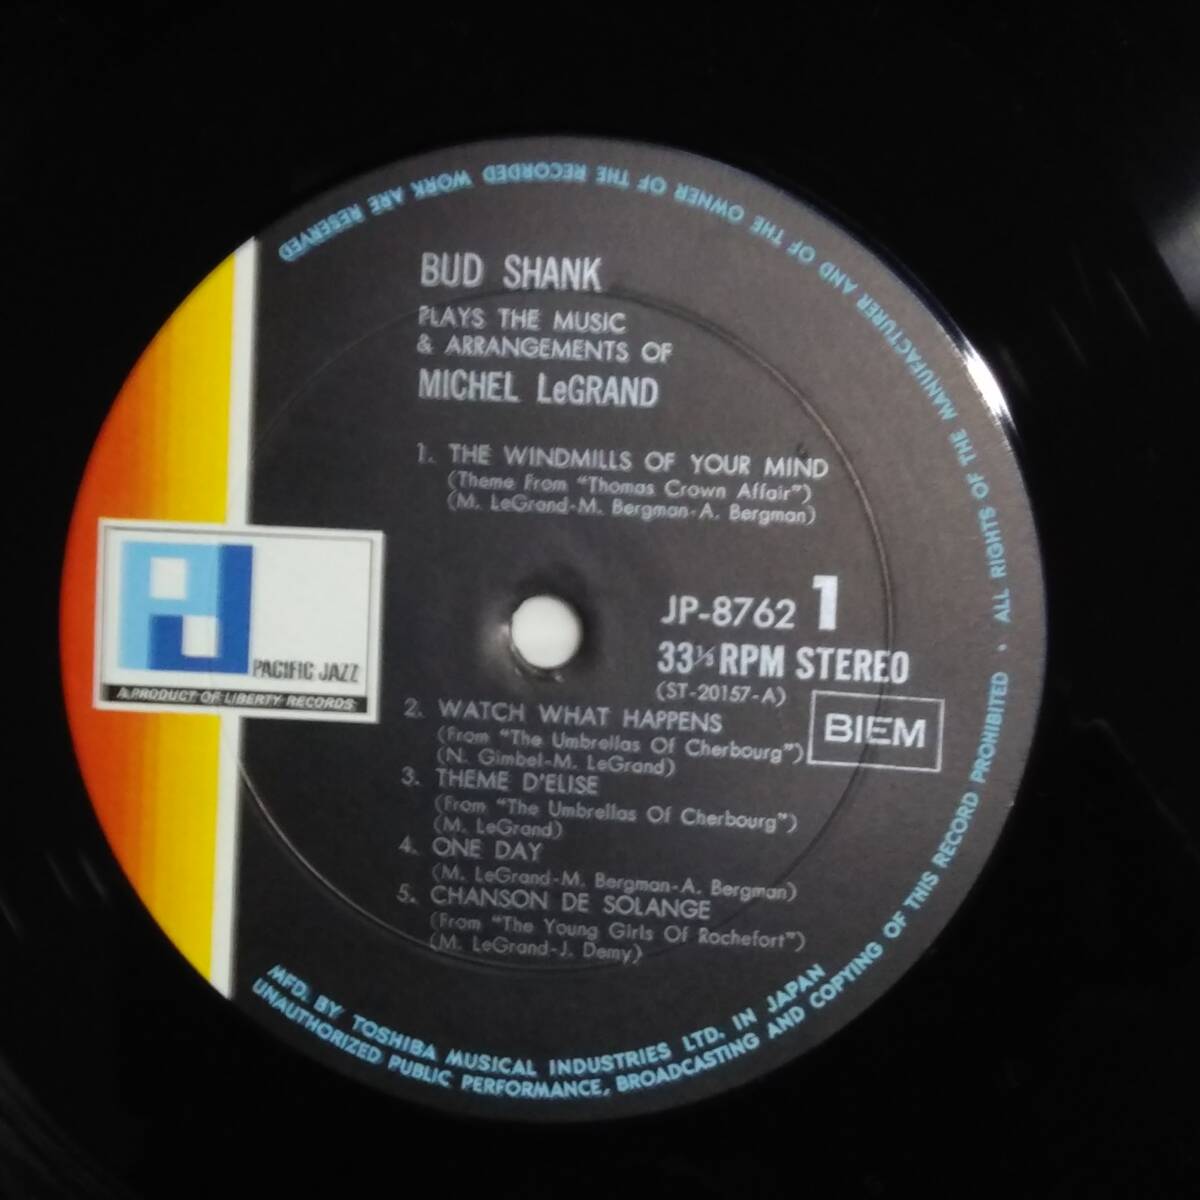 BUD SHANK
PLAYS THE MUSIC
& ARRANGEMENTS OF
MICHEL LeGRAND
1. THE WINDMILLS OF YOUR MIND
(Theme From "Thomas Crown Affair")
(M. LeGrand-M. Bergman-A. Bergman)
JP-8762 1
33⅓ RPM STEREO
(ST-20157-A)
BIEM
PJ
PACIFIC JAZZ
A PRODUCT OF LIBERTY RECORDS
2. WATCH WHAT HAPPENS
(From "The Umbrellas Of Cherbourg")
(N. Gimbel-M. LeGrand)
3. THEME D'ELISE
(From "The Umbrellas Of Cherbourg")
(M. LeGrand)
4. ONE DAY
(M. LeGrand-M. Bergman-A. Bergman)
5. CHANSON DE SOLANGE
(From "The Young Girls Of Rochefort")
(M. LeGrand-J. Demy)
MFD. BY TOSHIBA MUSICAL INDUSTRIES LTD. IN JAPAN
UNAUTHORIZED PUBLIC PERFORMANCE, BROADCASTING AND COPYING OF THIS RECORD PROHIBITED · ALL RIGHTS OF THE MANUFACTURER AND OF THE OWNER OF THE RECORDED WORK ARE RESERVED